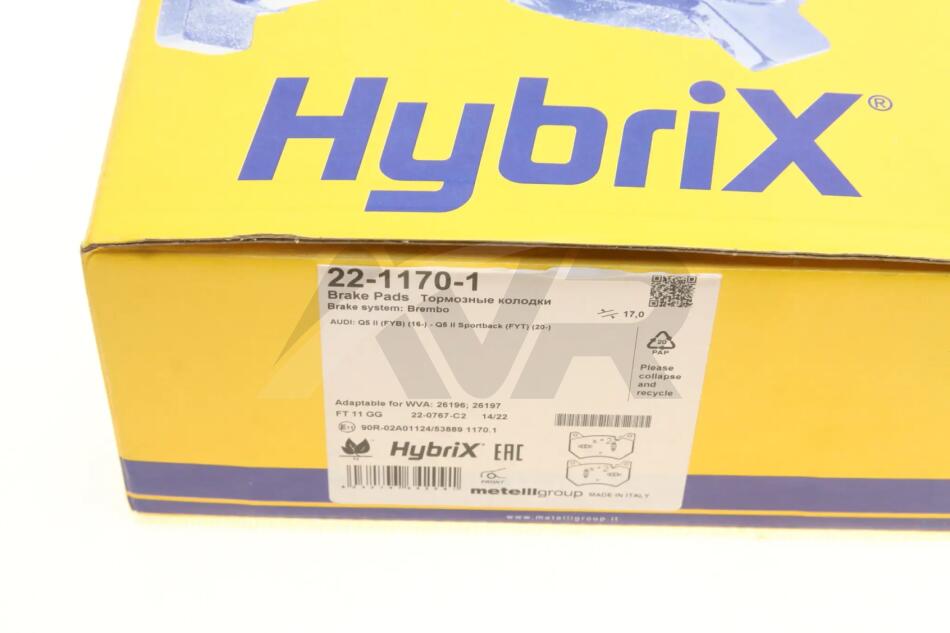 HybriX®
22-1170-1
Brake Pads Тормозные колодки
Brake system: Brembo
17,0
AUDI: Q5 II (FYB) (16-) - Q5 II Sportback (FYT) (20-)
20
PAP
Please
collapse
and
recycle
Adaptable for WVA: 26196; 26197
FT 11 GG 22-0767-C2 14/22
90R-02A01124/53889 1170.1
HybriX EAC
FRONT
metelligroup MADE IN ITALY
www.metelligroup.it
AVR